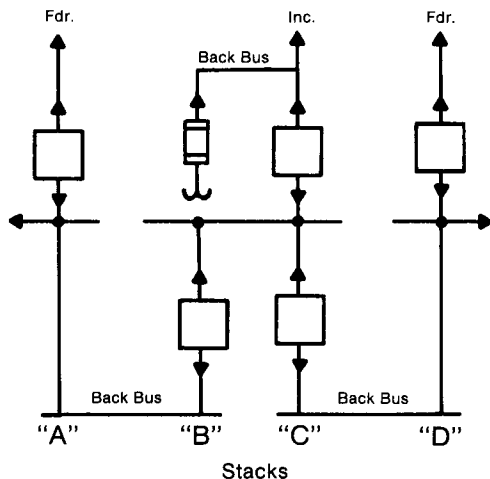 Fdr.
Inc.
Fdr.
Back Bus
Back Bus
Back Bus
“A”
“B”
“C”
“D”
Stacks